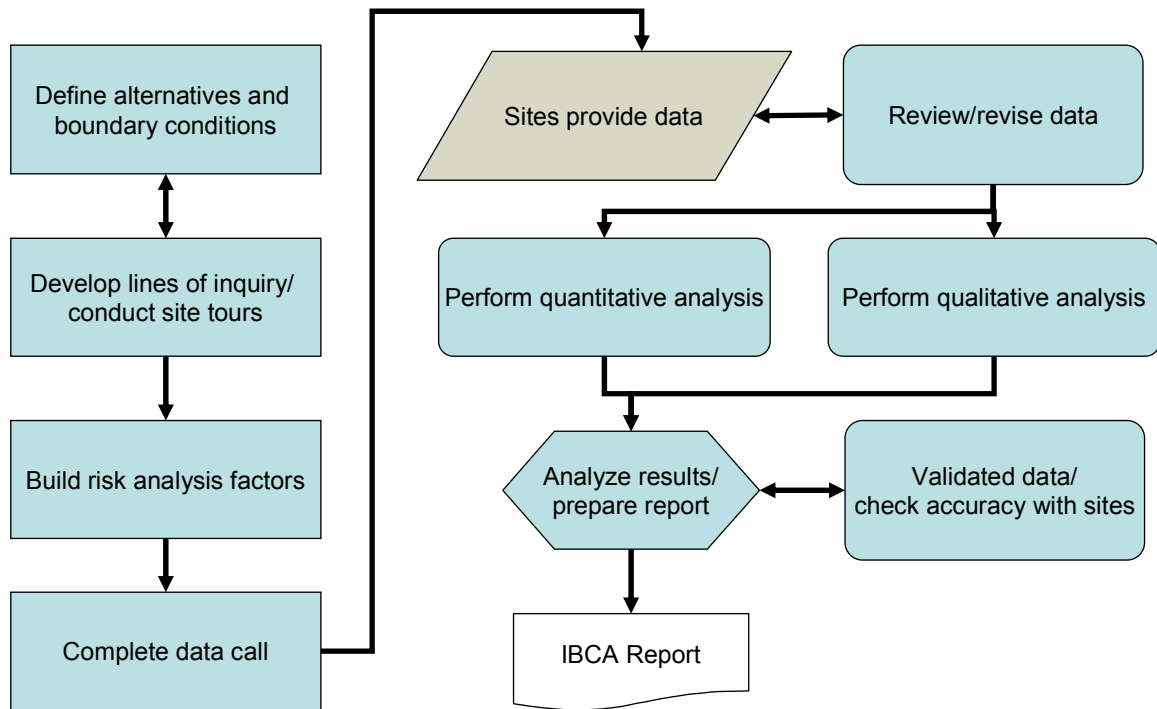 Define alternatives and
boundary conditions
Develop lines of inquiry/
conduct site tours
Build risk analysis factors
Complete data call
Sites provide data
Review/revise data
Perform quantitative analysis
Perform qualitative analysis
Analyze results/
prepare report
Validated data/
check accuracy with sites
IBCA Report